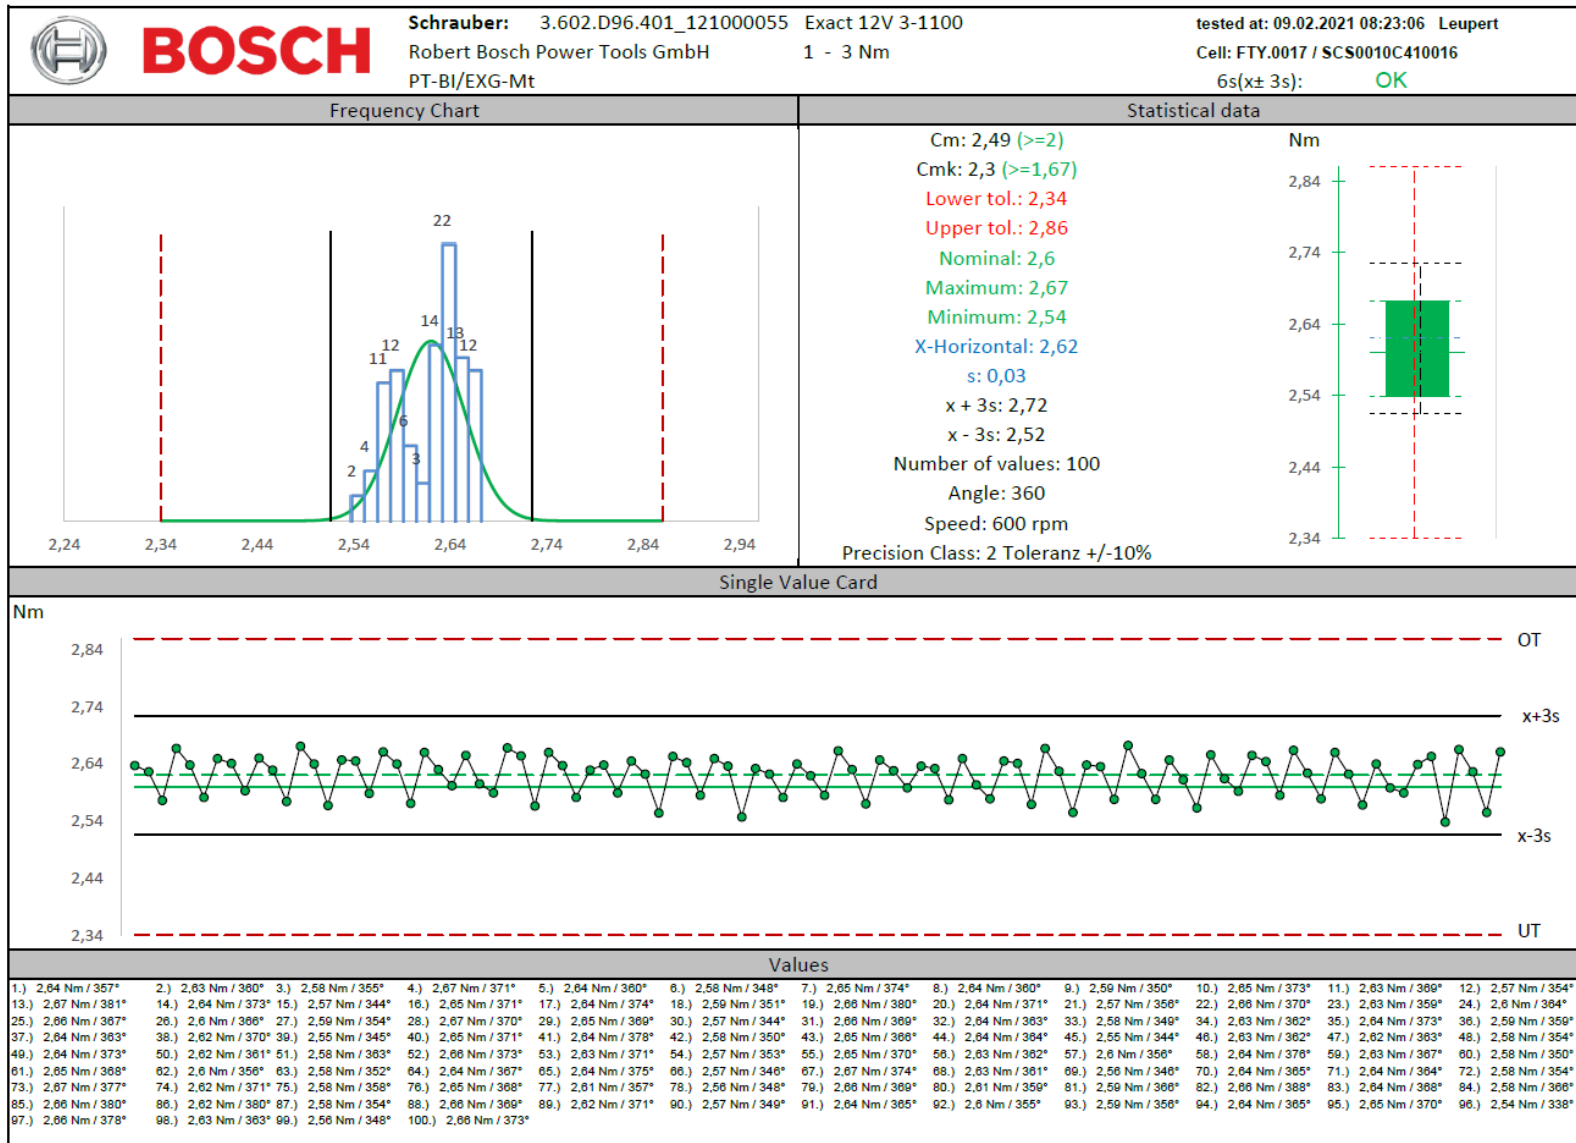 BOSCH
Schrauber: 3.602.D96.401_121000055 Exact 12V 3-1100
Robert Bosch Power Tools GmbH 1 - 3 Nm
PT-BI/EXG-Mt
tested at: 09.02.2021 08:23:06 Leupert
Cell: FTY.0017 / SCS0010C410016
6s(x± 3s): OK
Frequency Chart
22
14
13
12
12
11
6
4
3
2
2,24 2,34 2,44 2,54 2,64 2,74 2,84 2,94
Statistical data
Cm: 2,49 (>=2)
Cmk: 2,3 (>=1,67)
Lower tol.: 2,34
Upper tol.: 2,86
Nominal: 2,6
Maximum: 2,67
Minimum: 2,54
X-Horizontal: 2,62
s: 0,03
x + 3s: 2,72
x - 3s: 2,52
Number of values: 100
Angle: 360
Speed: 600 rpm
Precision Class: 2 Toleranz +/-10%
Nm
2,84
2,74
2,64
2,54
2,44
2,34
Single Value Card
Nm
2,84
2,74
2,64
2,54
2,44
2,34
OT
x+3s
x-3s
UT
Values
1.) 2,64 Nm / 357° 2.) 2,63 Nm / 360° 3.) 2,58 Nm / 355° 4.) 2,67 Nm / 371° 5.) 2,64 Nm / 360° 6.) 2,58 Nm / 348° 7.) 2,65 Nm / 374° 8.) 2,64 Nm / 360° 9.) 2,59 Nm / 350° 10.) 2,65 Nm / 373° 11.) 2,63 Nm / 369° 12.) 2,57 Nm / 354°
13.) 2,67 Nm / 381° 14.) 2,64 Nm / 373° 15.) 2,57 Nm / 344° 16.) 2,65 Nm / 371° 17.) 2,64 Nm / 374° 18.) 2,59 Nm / 351° 19.) 2,66 Nm / 380° 20.) 2,64 Nm / 371° 21.) 2,57 Nm / 356° 22.) 2,66 Nm / 370° 23.) 2,63 Nm / 359° 24.) 2,6 Nm / 364°
25.) 2,66 Nm / 367° 26.) 2,6 Nm / 366° 27.) 2,59 Nm / 354° 28.) 2,67 Nm / 370° 29.) 2,65 Nm / 369° 30.) 2,57 Nm / 344° 31.) 2,66 Nm / 369° 32.) 2,64 Nm / 363° 33.) 2,58 Nm / 349° 34.) 2,63 Nm / 362° 35.) 2,64 Nm / 373° 36.) 2,59 Nm / 359°
37.) 2,64 Nm / 363° 38.) 2,62 Nm / 370° 39.) 2,55 Nm / 345° 40.) 2,65 Nm / 371° 41.) 2,64 Nm / 378° 42.) 2,58 Nm / 350° 43.) 2,65 Nm / 366° 44.) 2,64 Nm / 364° 45.) 2,55 Nm / 344° 46.) 2,63 Nm / 362° 47.) 2,62 Nm / 363° 48.) 2,58 Nm / 354°
49.) 2,64 Nm / 373° 50.) 2,62 Nm / 361° 51.) 2,58 Nm / 363° 52.) 2,66 Nm / 373° 53.) 2,63 Nm / 371° 54.) 2,57 Nm / 353° 55.) 2,65 Nm / 370° 56.) 2,63 Nm / 362° 57.) 2,6 Nm / 356° 58.) 2,64 Nm / 376° 59.) 2,63 Nm / 367° 60.) 2,58 Nm / 350°
61.) 2,65 Nm / 368° 62.) 2,6 Nm / 356° 63.) 2,58 Nm / 352° 64.) 2,64 Nm / 367° 65.) 2,64 Nm / 375° 66.) 2,57 Nm / 346° 67.) 2,67 Nm / 374° 68.) 2,63 Nm / 361° 69.) 2,56 Nm / 346° 70.) 2,64 Nm / 365° 71.) 2,64 Nm / 364° 72.) 2,58 Nm / 354°
73.) 2,67 Nm / 377° 74.) 2,62 Nm / 371° 75.) 2,58 Nm / 358° 76.) 2,65 Nm / 368° 77.) 2,61 Nm / 357° 78.) 2,56 Nm / 348° 79.) 2,66 Nm / 369° 80.) 2,61 Nm / 359° 81.) 2,59 Nm / 366° 82.) 2,66 Nm / 388° 83.) 2,64 Nm / 368° 84.) 2,58 Nm / 366°
85.) 2,66 Nm / 380° 86.) 2,62 Nm / 380° 87.) 2,58 Nm / 354° 88.) 2,66 Nm / 369° 89.) 2,62 Nm / 371° 90.) 2,57 Nm / 349° 91.) 2,64 Nm / 365° 92.) 2,6 Nm / 355° 93.) 2,59 Nm / 356° 94.) 2,64 Nm / 365° 95.) 2,65 Nm / 370° 96.) 2,54 Nm / 338°
97.) 2,66 Nm / 378° 98.) 2,63 Nm / 363° 99.) 2,56 Nm / 348° 100.) 2,66 Nm / 373°